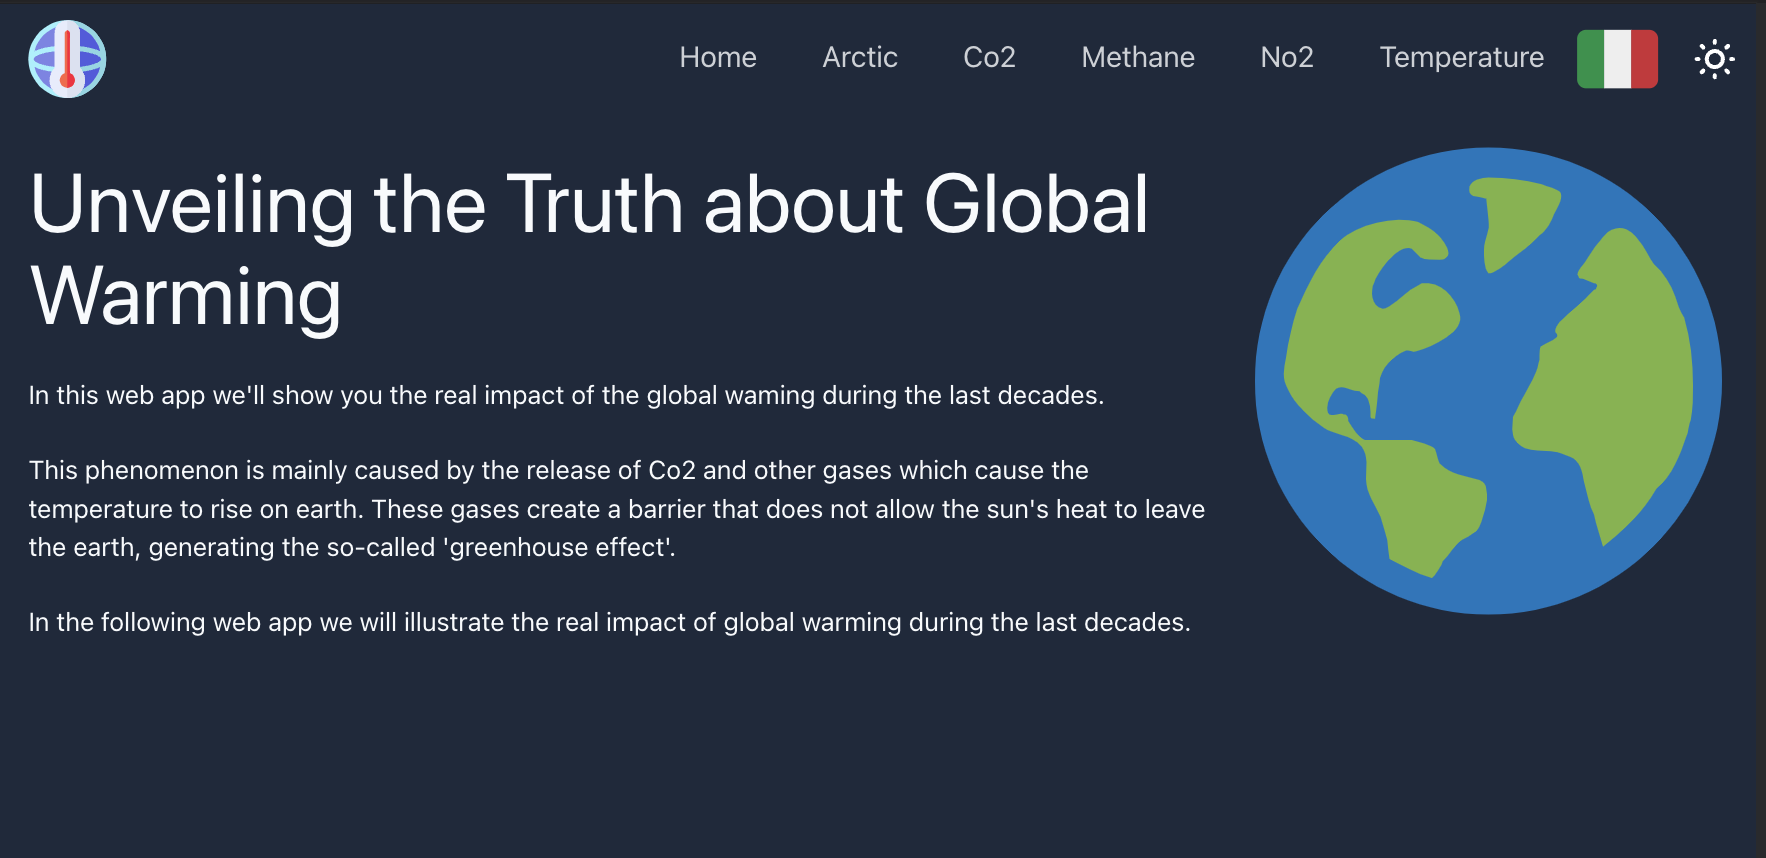 Home Arctic Co2 Methane No2 Temperature
Unveiling the Truth about Global
Warming
In this web app we'll show you the real impact of the global waming during the last decades.
This phenomenon is mainly caused by the release of Co2 and other gases which cause the
temperature to rise on earth. These gases create a barrier that does not allow the sun's heat to leave
the earth, generating the so-called 'greenhouse effect'.
In the following web app we will illustrate the real impact of global warming during the last decades.